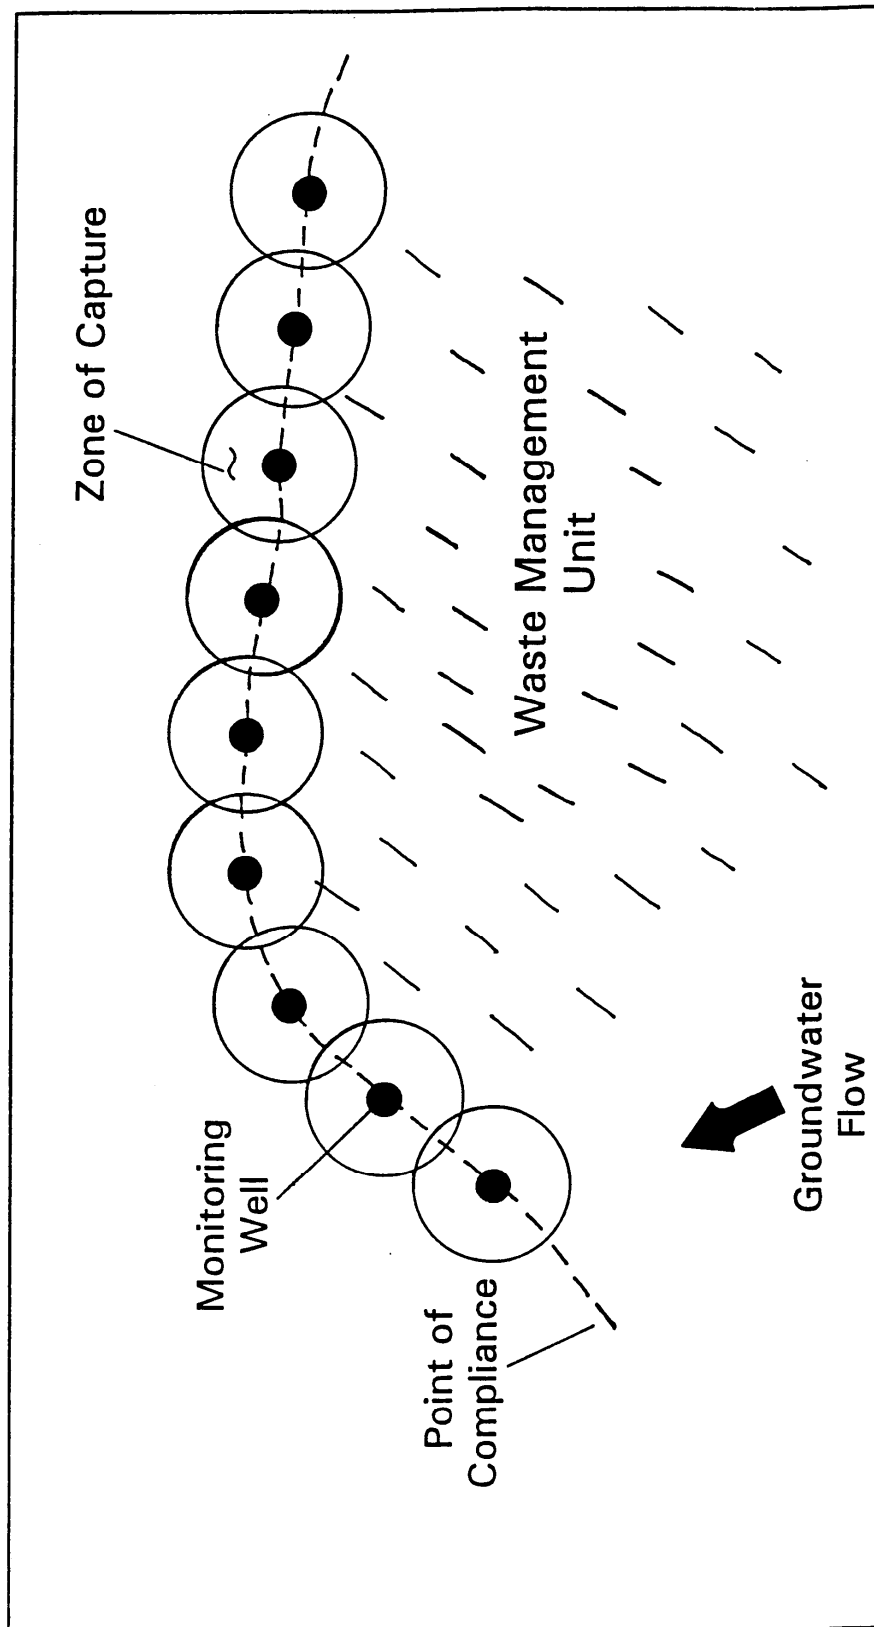 Zone of Capture
Monitoring
Well
Point of
Compliance
Waste Management
Unit
Groundwater
Flow